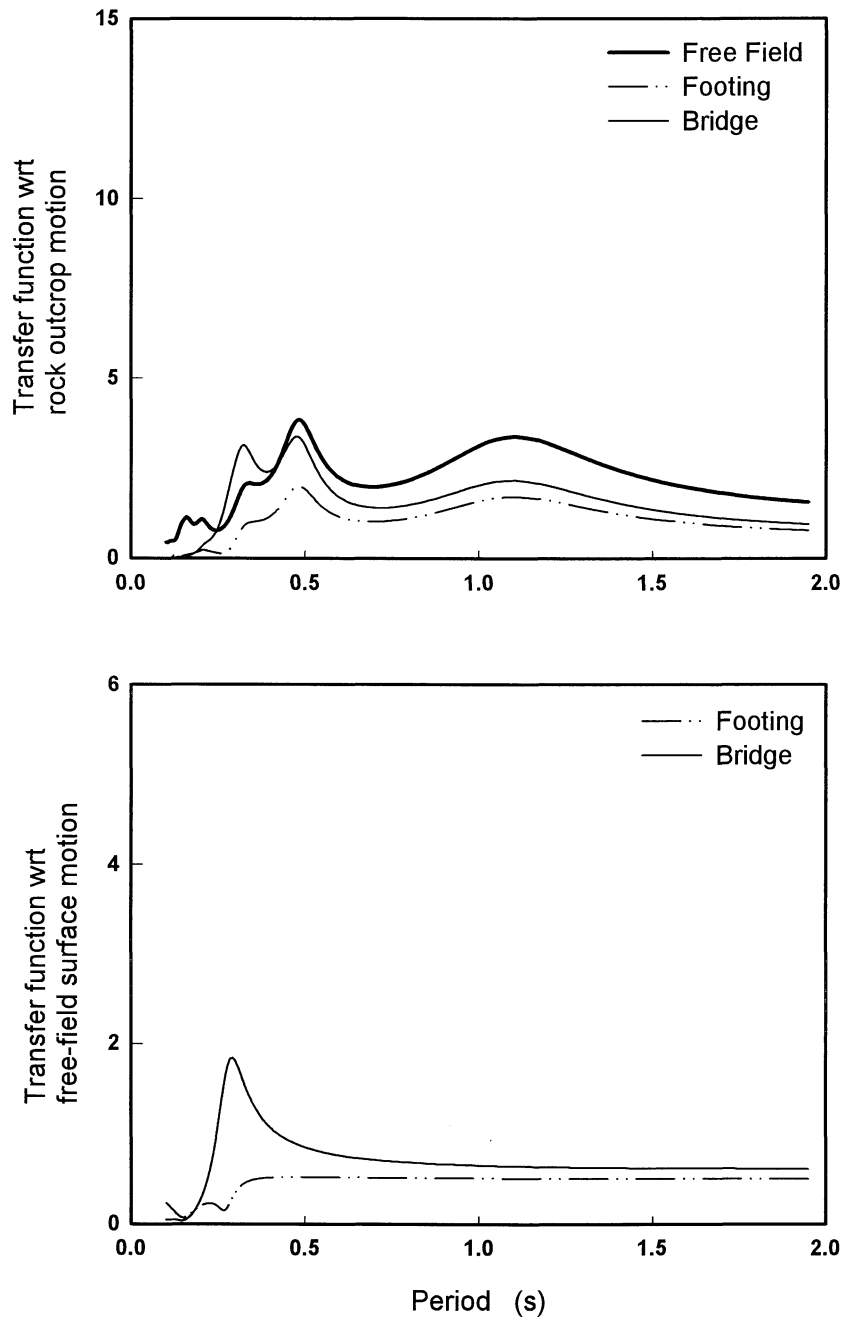 15
10
5
0
Transfer function wrt
rock outcrop motion
Free Field
Footing
Bridge
0.0 0.5 1.0 1.5 2.0
6
4
2
0
Transfer function wrt
free-field surface motion
Footing
Bridge
0.0 0.5 1.0 1.5 2.0
Period (s)